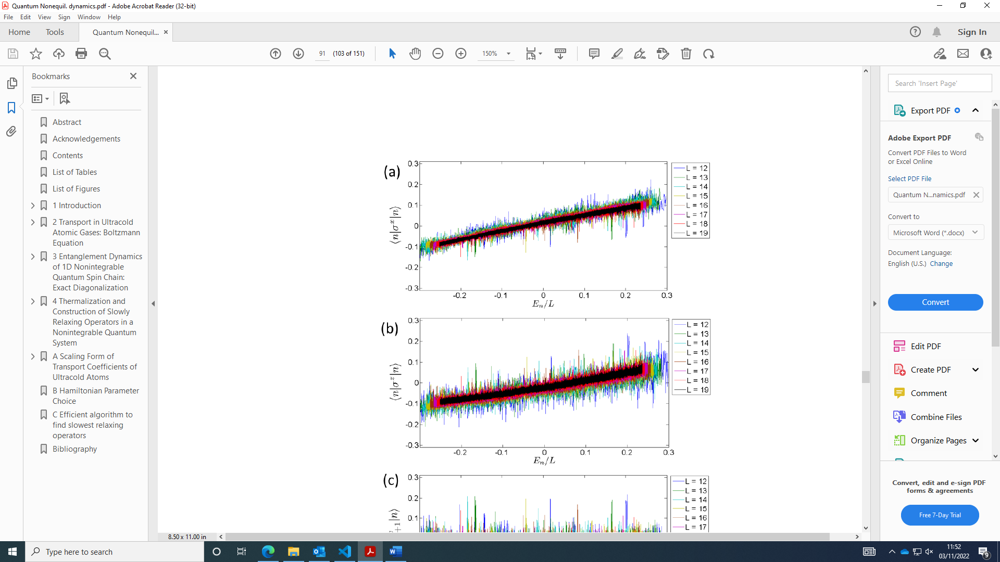 Quantum Nonequil. dynamics.pdf - Adobe Acrobat Reader (32-bit)
File Edit View Sign Window Help
Home Tools Quantum Nonequil... Sign In
91 (103 of 151) 150%
Bookmarks
Abstract
Acknowledgements
Contents
List of Tables
List of Figures
1 Introduction
2 Transport in Ultracold
Atomic Gases: Boltzmann
Equation
3 Entanglement Dynamics
of 1D Nonintegrable
Quantum Spin Chain:
Exact Diagonalization
4 Thermalization and
Construction of Slowly
Relaxing Operators in a
Nonintegrable Quantum
System
A Scaling Form of
Transport Coefficients of
Ultracold Atoms
B Hamiltonian Parameter
Choice
C Efficient algorithm to
find slowest relaxing
operators
Bibliography
(a)
0.3
0.2
0.1
0
-0.1
-0.2
-0.3
⟨n|σ^x|n⟩
-0.2 -0.1 0 0.1 0.2 0.3
E_n/L
L = 12
L = 13
L = 14
L = 15
L = 16
L = 17
L = 18
L = 19
(b)
0.3
0.2
0.1
0
-0.1
-0.2
-0.3
⟨n|σ^z|n⟩
-0.2 -0.1 0 0.1 0.2 0.3
E_n/L
L = 12
L = 13
L = 14
L = 15
L = 16
L = 17
L = 18
L = 19
(c)
0.3
0.2
0.1
+1|n⟩
L = 12
L = 13
L = 14
L = 15
L = 16
L = 17
8.50 x 11.00 in
Search 'Insert Page'
Export PDF
Adobe Export PDF
Convert PDF Files to Word
or Excel Online
Select PDF File
Quantum N...namics.pdf
Convert to
Microsoft Word (*.docx)
Document Language:
English (U.S.) Change
Convert
Edit PDF
Create PDF
Comment
Combine Files
Organize Pages
Convert, edit and e-sign PDF
forms & agreements
Free 7-Day Trial
Type here to search
11:52
03/11/2022
9